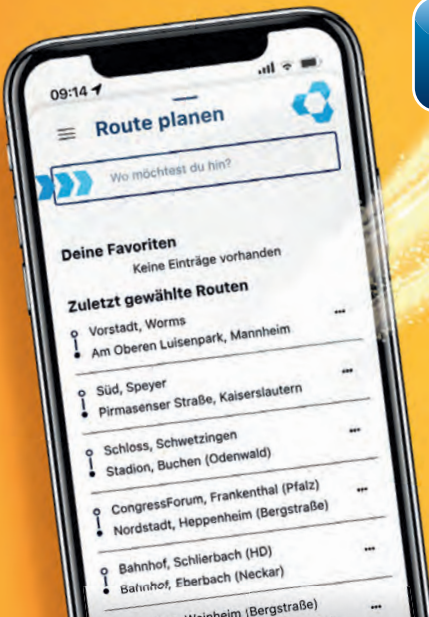 09:14
Route planen
Wo möchtest du hin?
Deine Favoriten
Keine Einträge vorhanden
Zuletzt gewählte Routen
Vorstadt, Worms
Am Oberen Luisenpark, Mannheim
Süd, Speyer
Pirmasenser Straße, Kaiserslautern
Schloss, Schwetzingen
Stadion, Buchen (Odenwald)
CongressForum, Frankenthal (Pfalz)
Nordstadt, Heppenheim (Bergstraße)
Bahnhof, Schlierbach (HD)
Bahnhof, Eberbach (Neckar)
Weinheim (Bergstraße)